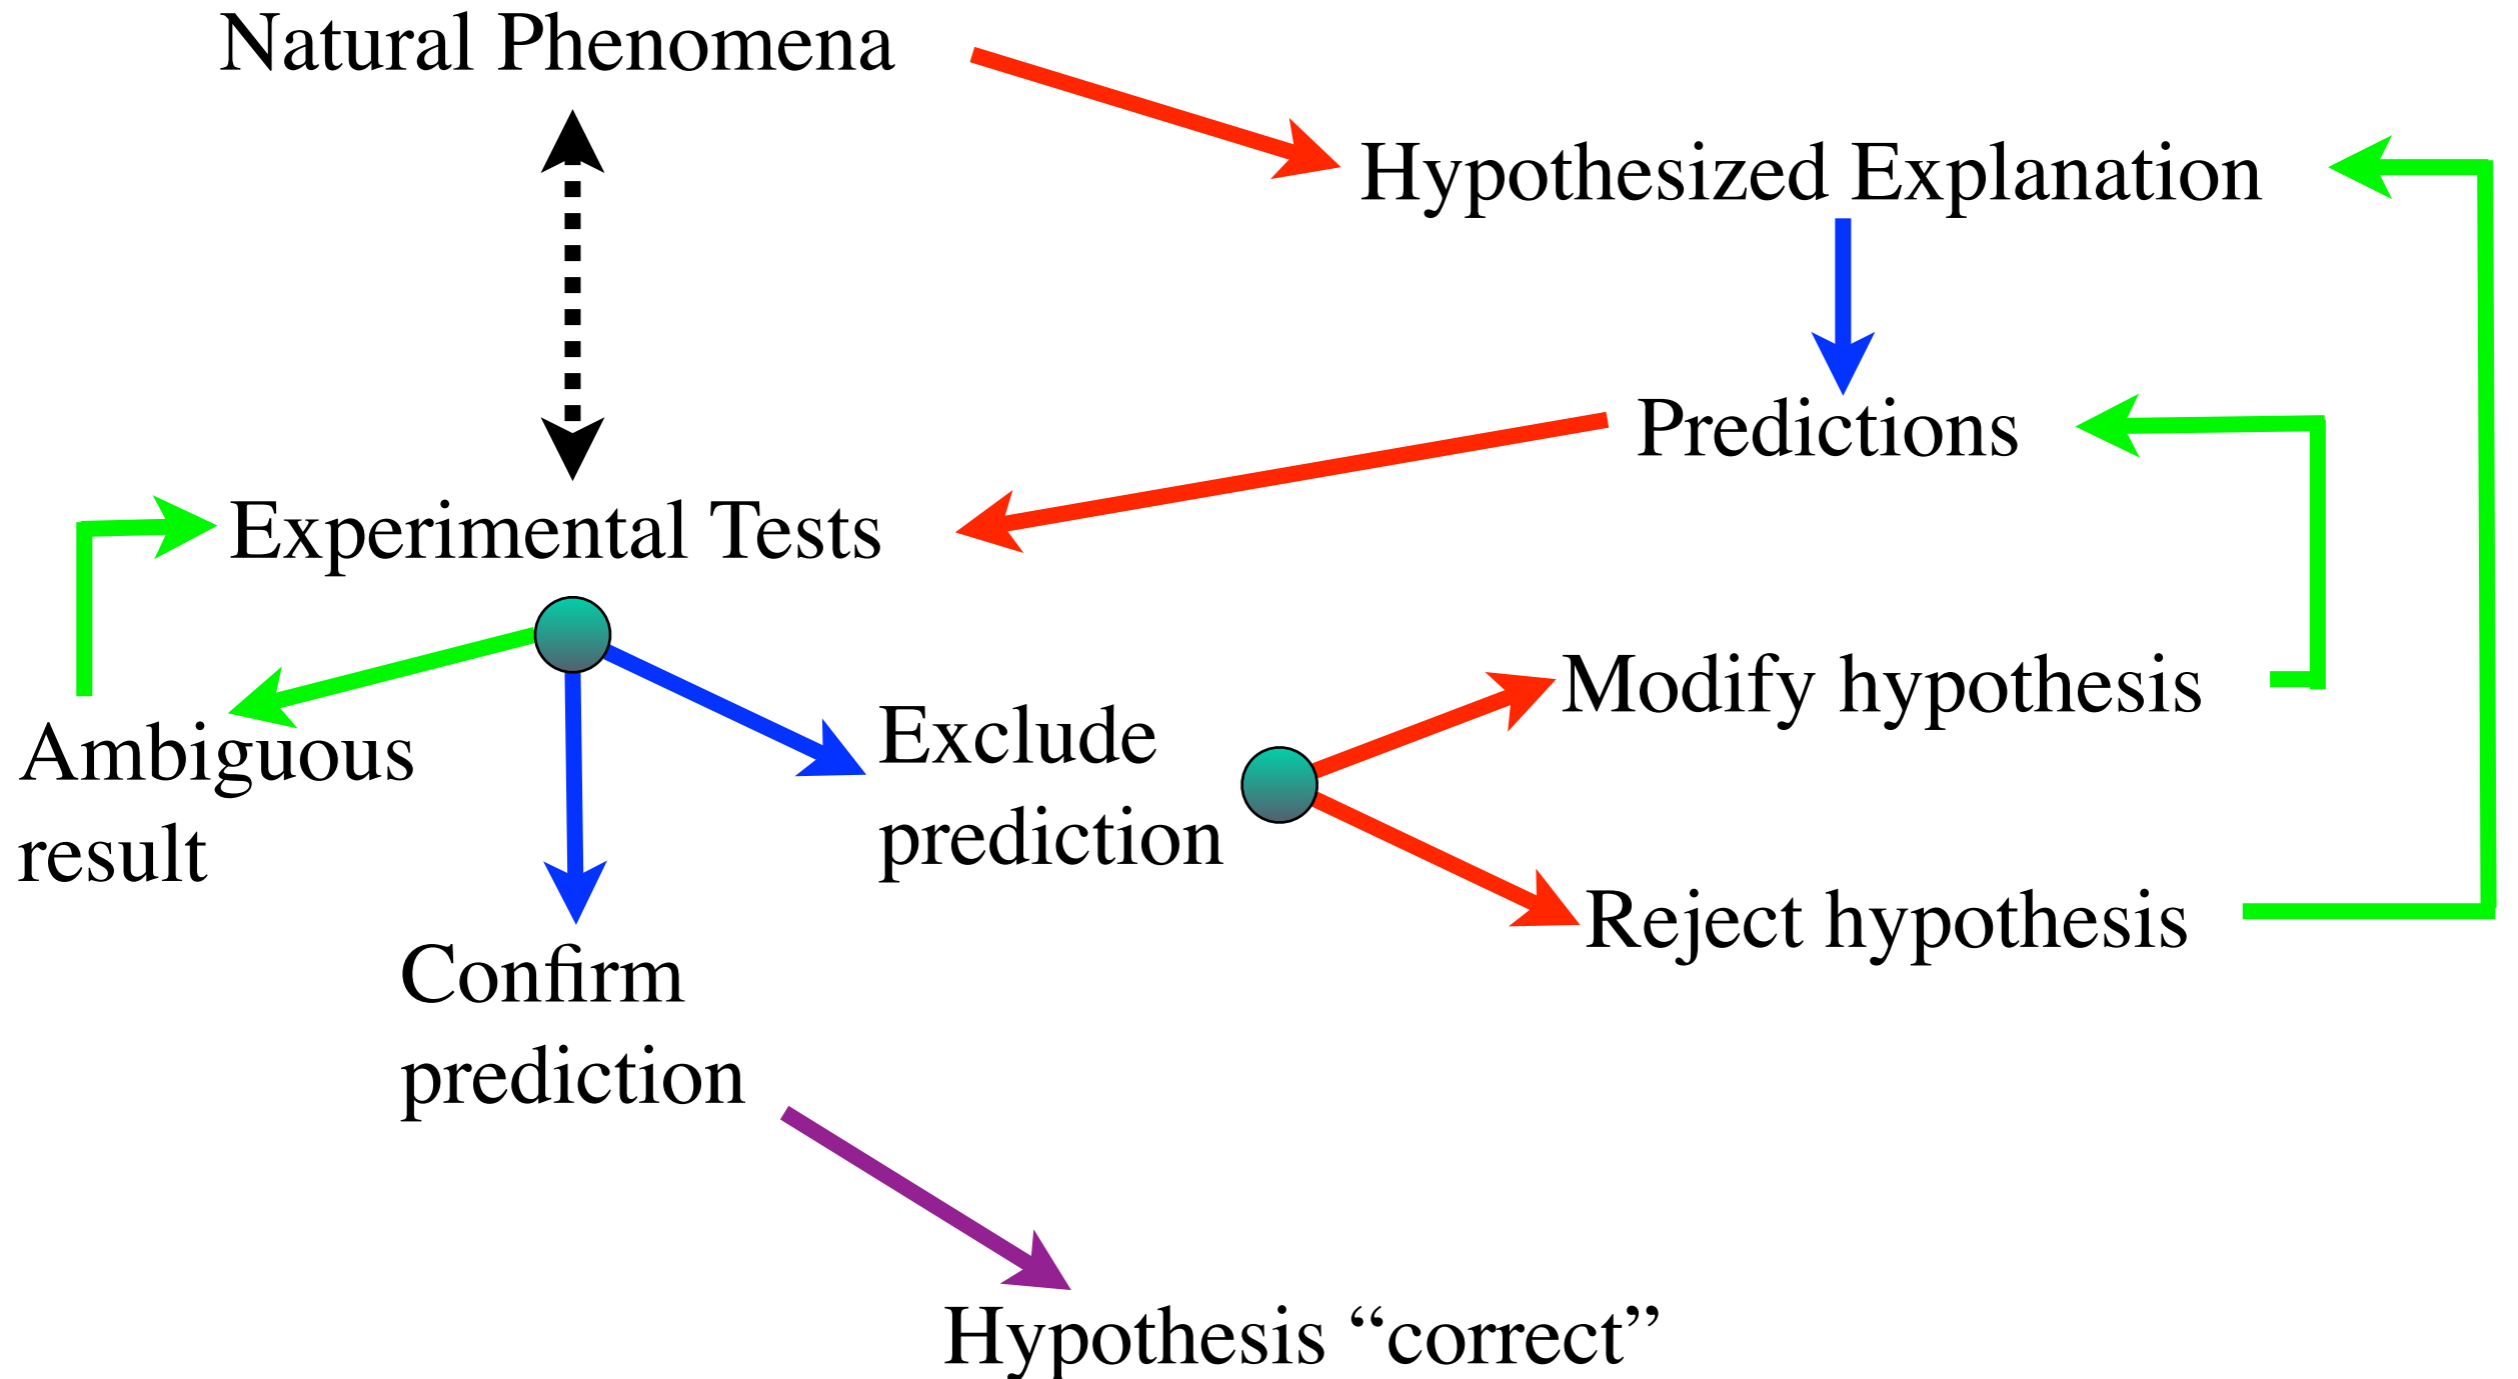 Natural Phenomena
Hypothesized Explanation
Predictions
Experimental Tests
Modify hypothesis
Exclude
prediction
Ambiguous
result
Reject hypothesis
Confirm
prediction
Hypothesis “correct”